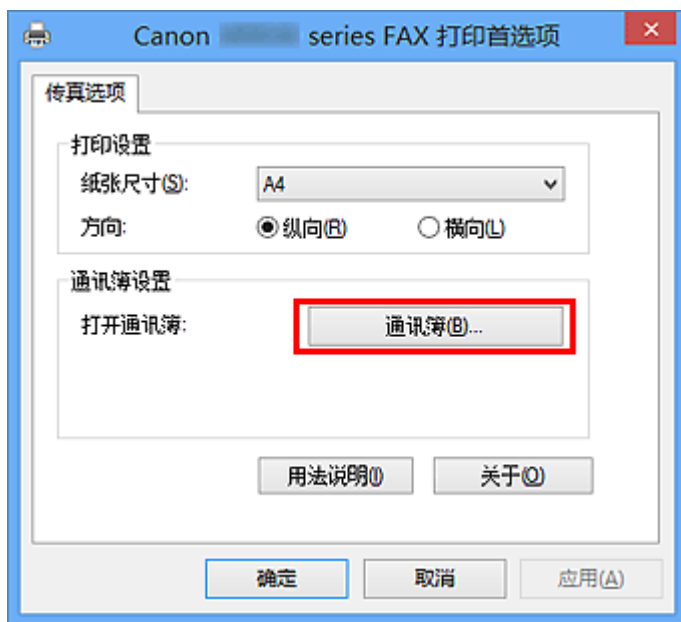 Canon series FAX 打印首选项
传真选项
打印设置
纸张尺寸(S): A4
方向: 纵向(R) 横向(L)
通讯簿设置
打开通讯簿: 通讯簿(B)...
用法说明(I) 关于(O)
确定 取消 应用(A)